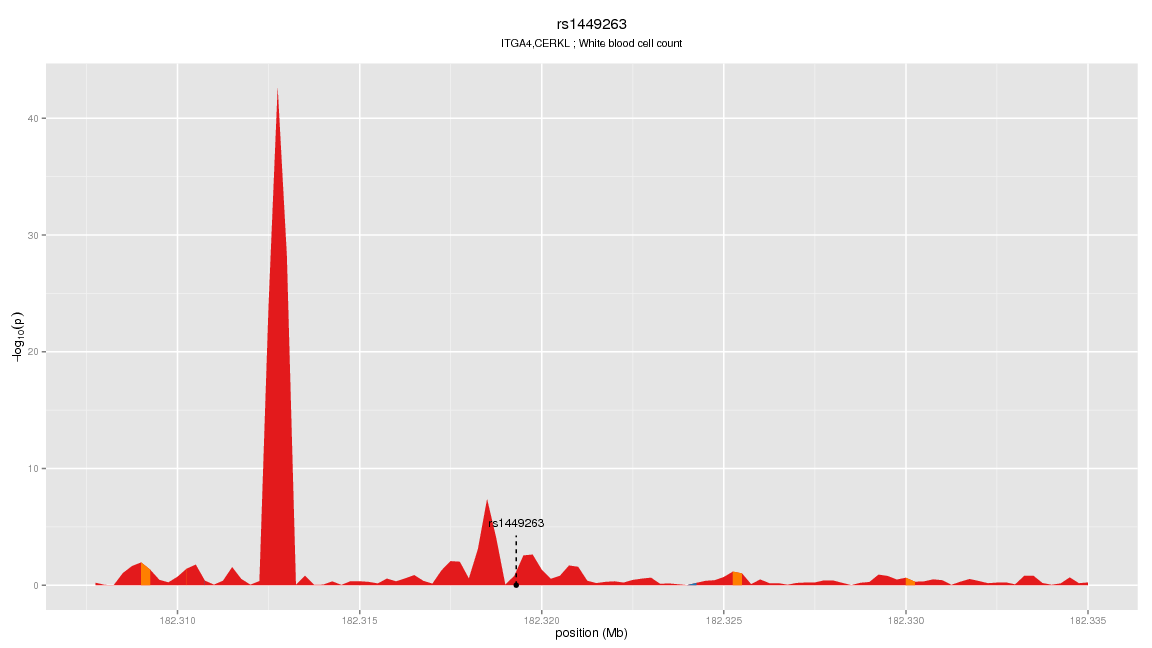 rs1449263
ITGA4,CERKL ; White blood cell count
40
30
20
10
0
-log10(p)
rs1449263
182.310
182.315
182.320
182.325
182.330
182.335
position (Mb)